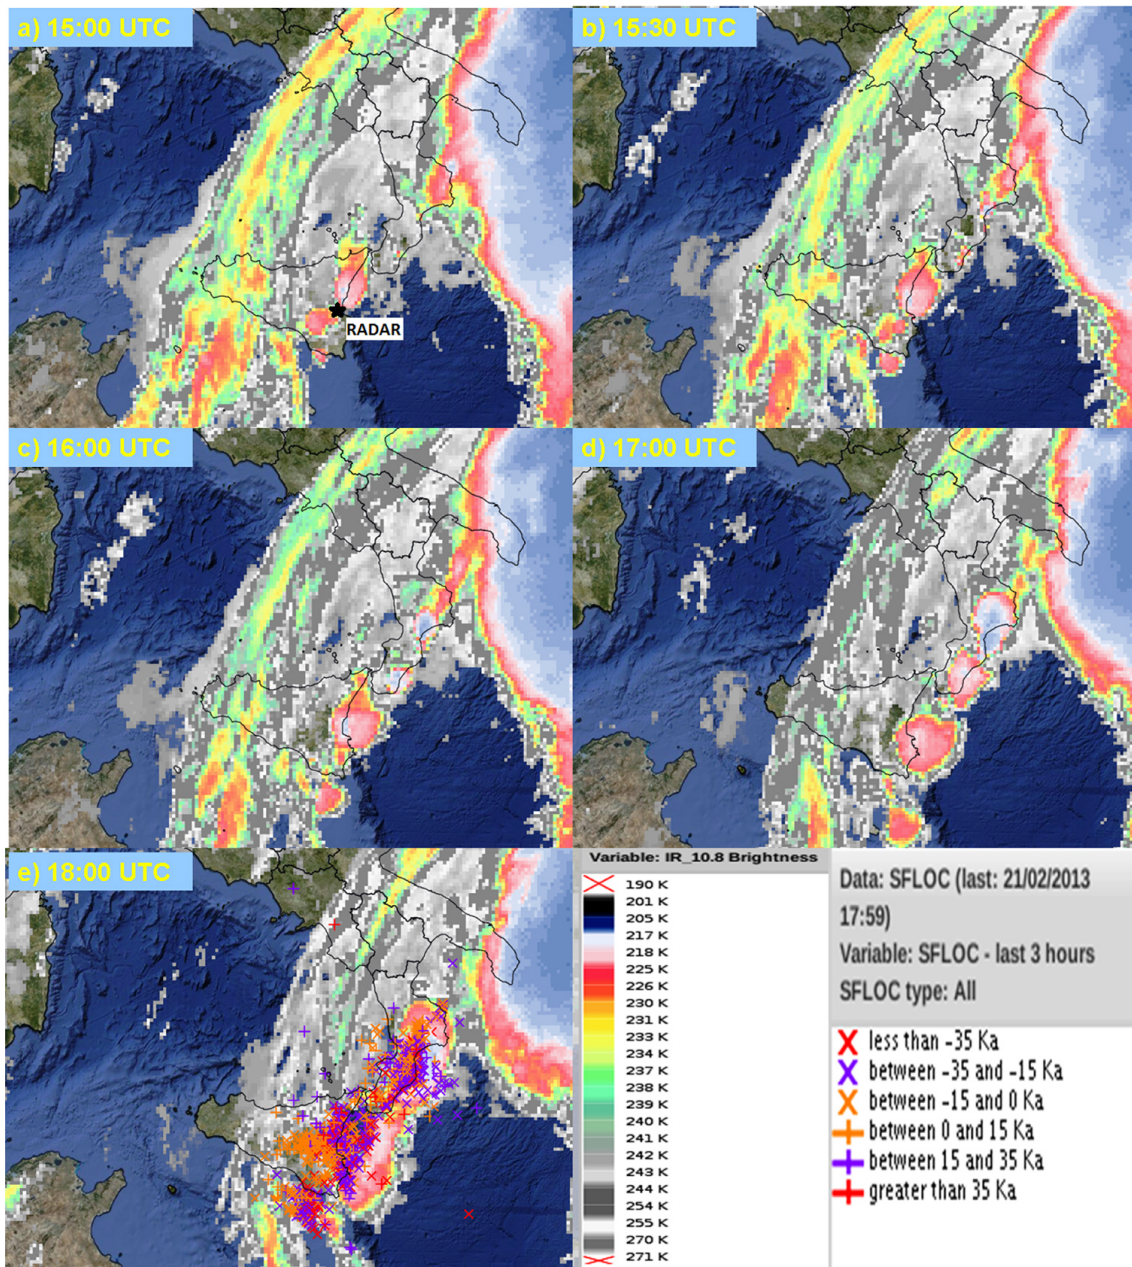 a) 15:00 UTC
b) 15:30 UTC
RADAR
c) 16:00 UTC
d) 17:00 UTC
e) 18:00 UTC
Variable: IR_10.8 Brightness
190 K
201 K
205 K
217 K
218 K
225 K
226 K
230 K
231 K
233 K
234 K
237 K
238 K
239 K
240 K
241 K
242 K
243 K
244 K
254 K
255 K
270 K
271 K
Data: SFLOC (last: 21/02/2013
17:59)
Variable: SFLOC - last 3 hours
SFLOC type: All
less than -35 Ka
between -35 and -15 Ka
between -15 and 0 Ka
between 0 and 15 Ka
between 15 and 35 Ka
greater than 35 Ka